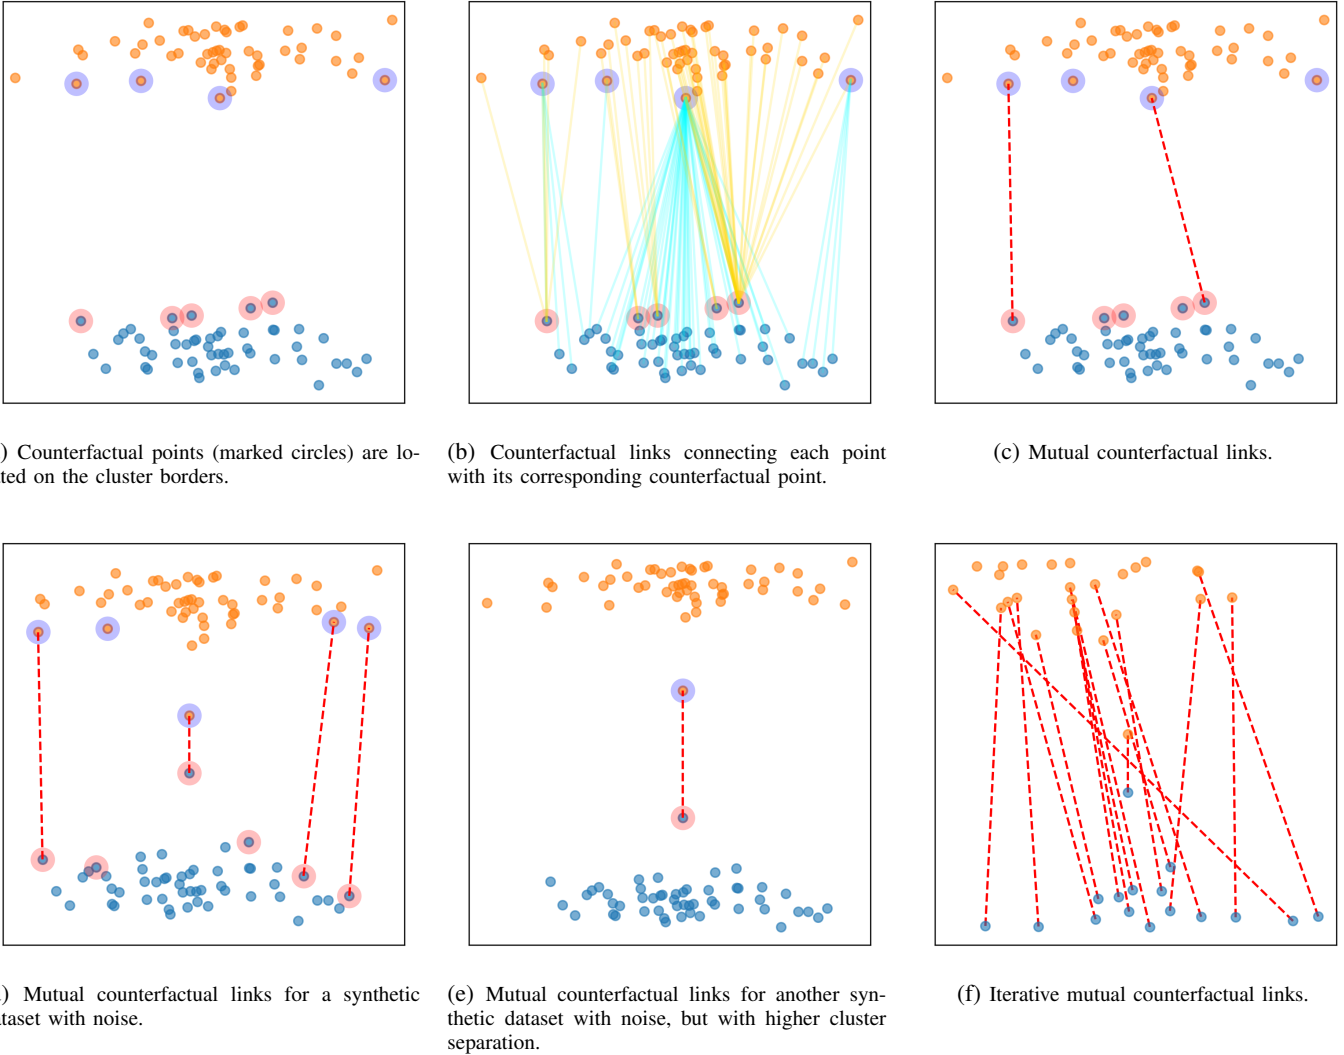 ) Counterfactual points (marked circles) are lo-
ted on the cluster borders.
(b) Counterfactual links connecting each point
with its corresponding counterfactual point.
(c) Mutual counterfactual links.
) Mutual counterfactual links for a synthetic
taset with noise.
(e) Mutual counterfactual links for another syn-
thetic dataset with noise, but with higher cluster
separation.
(f) Iterative mutual counterfactual links.